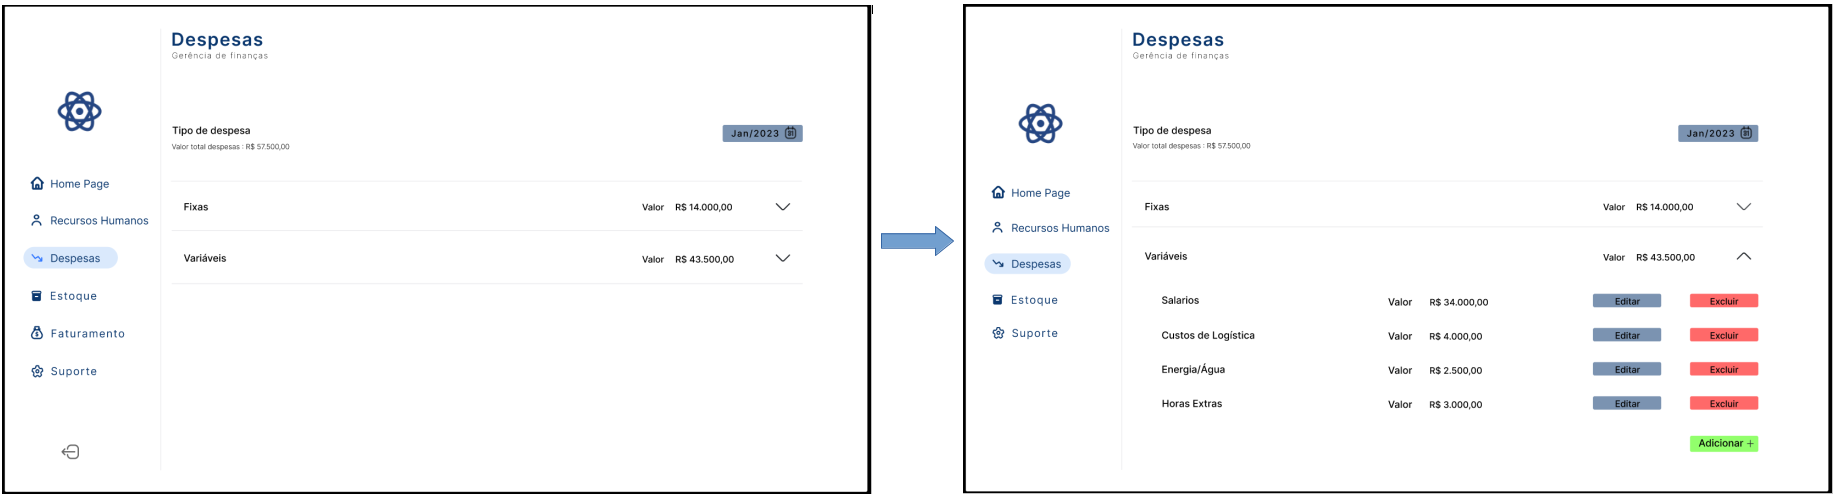 Despesas
Gerência de finanças
Tipo de despesa
Jan/2023
Valor total despesas : R$ 57.500,00
Home Page
Recursos Humanos
Despesas
Estoque
Faturamento
Suporte
Fixas Valor R$ 14.000,00
Variáveis Valor R$ 43.500,00
Despesas
Gerência de finanças
Tipo de despesa
Jan/2023
Valor total despesas : R$ 57.500,00
Home Page
Recursos Humanos
Despesas
Estoque
Suporte
Fixas Valor R$ 14.000,00
Variáveis Valor R$ 43.500,00
Salarios Valor R$ 34.000,00 Editar Excluir
Custos de Logística Valor R$ 4.000,00 Editar Excluir
Energia/Água Valor R$ 2.500,00 Editar Excluir
Horas Extras Valor R$ 3.000,00 Editar Excluir
Adicionar +